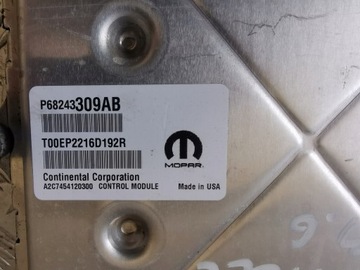 P68243309AB
T00EP2216D192R
MOPAR
Continental Corporation
A2C7454120300 CONTROL MODULE Made in USA